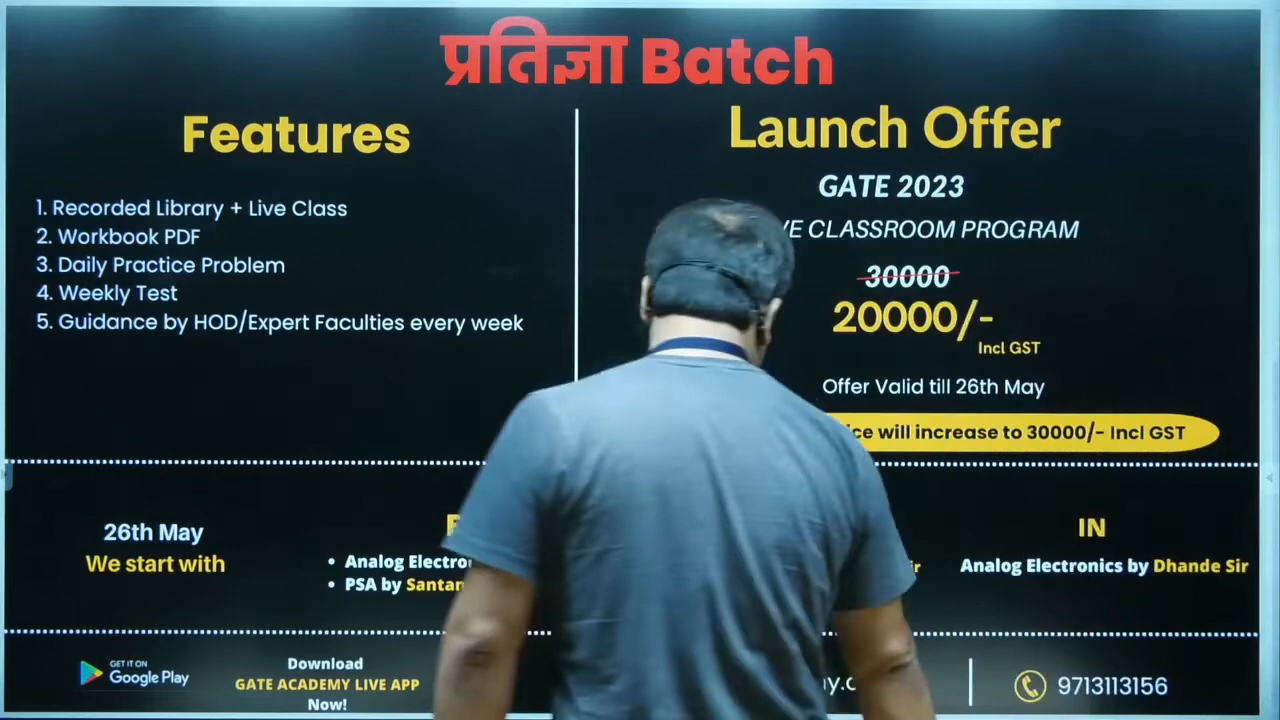 प्रतिज्ञा Batch
Features
1. Recorded Library + Live Class
2. Workbook PDF
3. Daily Practice Problem
4. Weekly Test
5. Guidance by HOD/Expert Faculties every week
Launch Offer
GATE 2023
CLASSROOM PROGRAM
30000
20000/-
Incl GST
Offer Valid till 26th May
will increase to 30000/- Incl GST
26th May
We start with
• Analog
• PSA by
IN
Analog Electronics by Dhande Sir
GET IT ON
Google Play
Download
GATE ACADEMY LIVE APP
Now!
9713113156